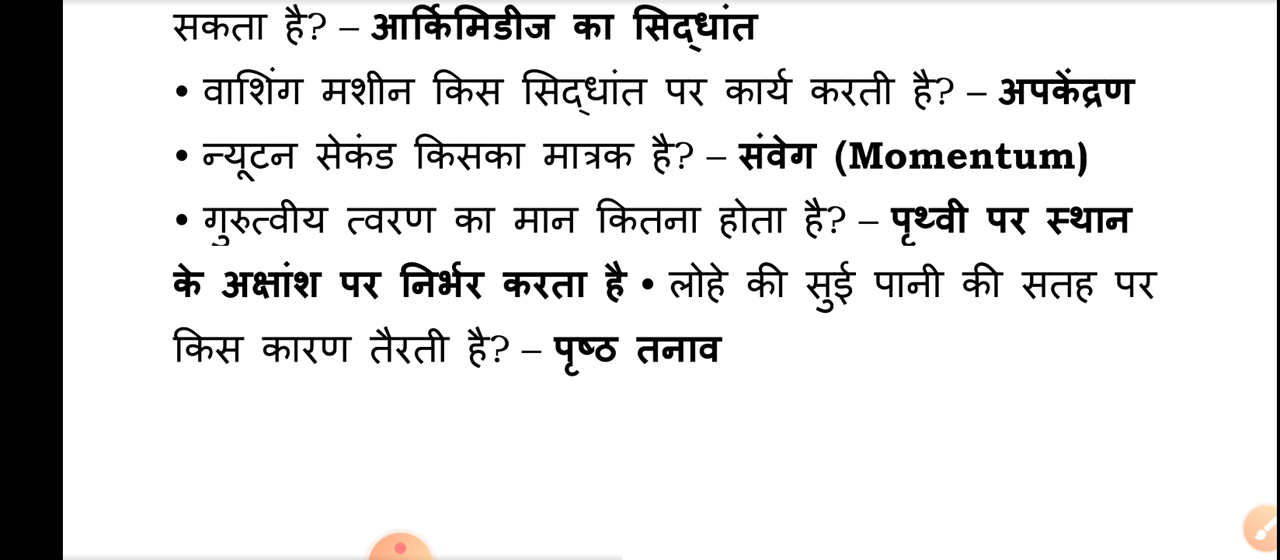 सकता है? – आर्किमिडीज का सिद्धांत
• वाशिंग मशीन किस सिद्धांत पर कार्य करती है? – अपकेंद्रण
• न्यूटन सेकंड किसका मात्रक है? – संवेग (Momentum)
• गुरुत्वीय त्वरण का मान कितना होता है? – पृथ्वी पर स्थान
के अक्षांश पर निर्भर करता है • लोहे की सुई पानी की सतह पर
किस कारण तैरती है? – पृष्ठ तनाव